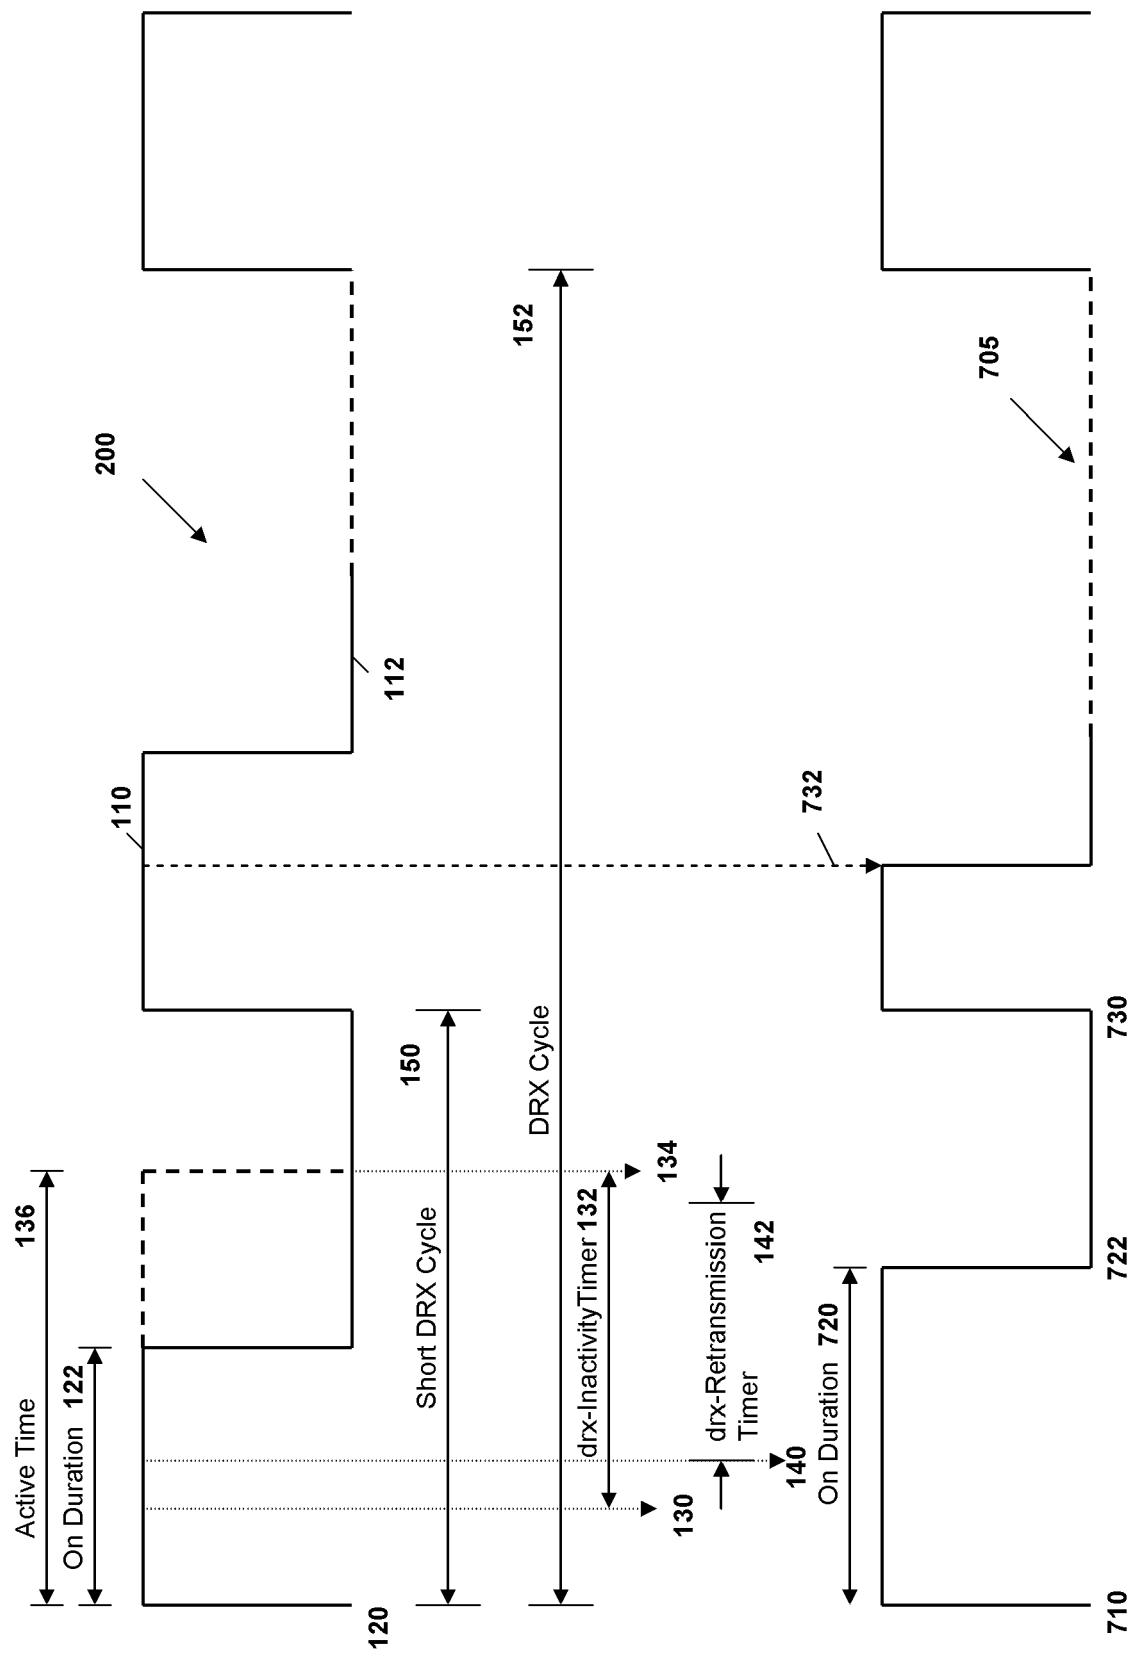 Active Time 136
On Duration 122
110
200
120
112
Short DRX Cycle 150
DRX Cycle 152
drx-InactivityTimer 132
130
134
drx-Retransmission
Timer 142
140
732
On Duration 720
705
710
722
730